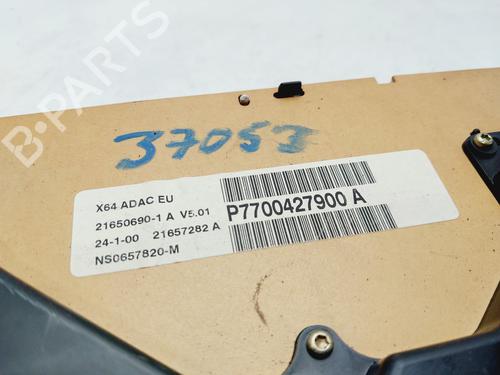 B-PARTS
37053
X64 ADAC EU
21650690-1 A V5.01
24-1-00 21657282 A
NS0657820-M
P7700427900 A